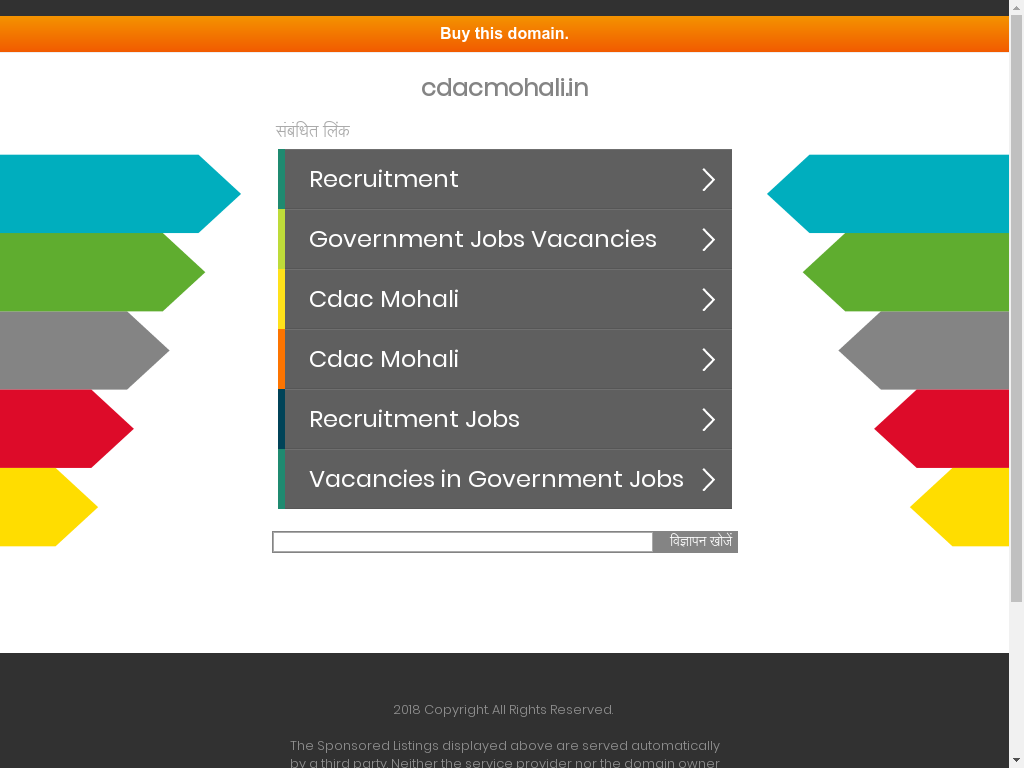 Buy this domain.
cdacmohali.in
संबंधित लिंक
Recruitment
Government Jobs Vacancies
Cdac Mohali
Cdac Mohali
Recruitment Jobs
Vacancies in Government Jobs
विज्ञापन खोजें
2018 Copyright. All Rights Reserved.
The Sponsored Listings displayed above are served automatically
by a third party. Neither the service provider nor the domain owner